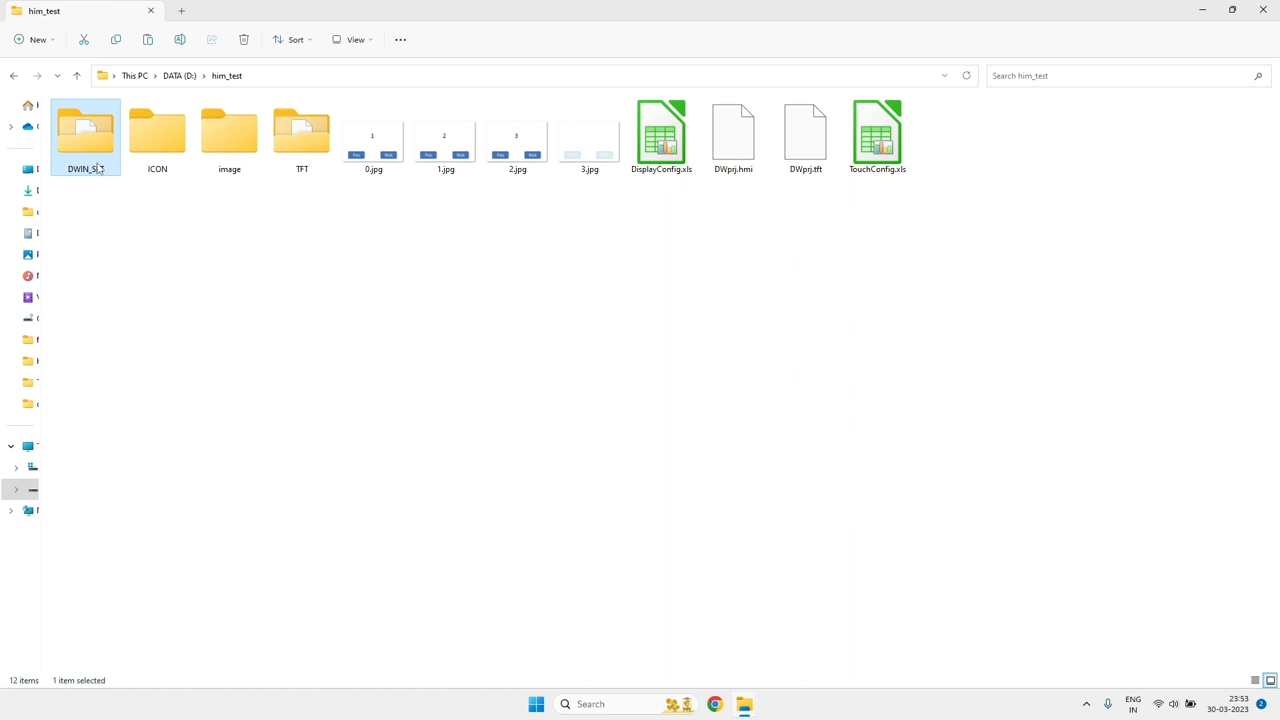 him_test
New
Sort
View
This PC
DATA (D:)
him_test
Search him_test
DWIN_SET
ICON
image
TFT
1
2
3
0.jpg
1.jpg
2.jpg
3.jpg
DisplayConfig.xls
DWprj.hmi
DWprj.tft
TouchConfig.xls
12 items
1 item selected
Search
ENG
IN
23:53
30-03-2023
2